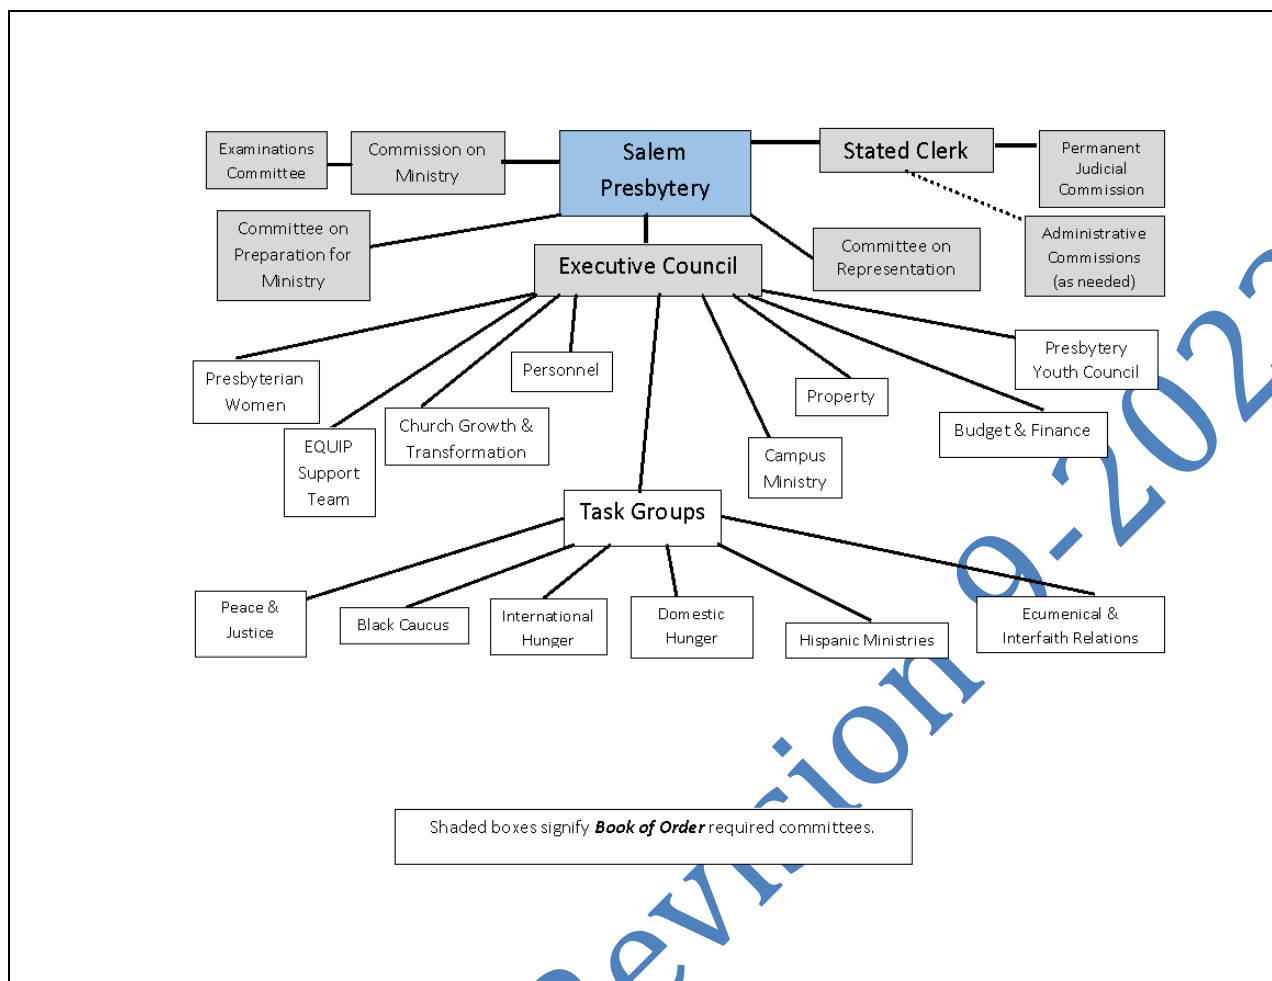 Examinations
Committee
Commission on
Ministry
Salem
Presbytery
Stated Clerk
Permanent
Judicial
Commission
Committee on
Preparation for
Ministry
Executive Council
Committee on
Representation
Administrative
Commissions
(as needed)
Presbyterian
Women
EQUIP
Support
Team
Church Growth &
Transformation
Personnel
Campus
Ministry
Property
Budget & Finance
Presbytery
Youth Council
Task Groups
Peace &
Justice
Black Caucus
International
Hunger
Domestic
Hunger
Hispanic Ministries
Ecumenical &
Interfaith Relations
Shaded boxes signify Book of Order required committees.
Revision 9-202